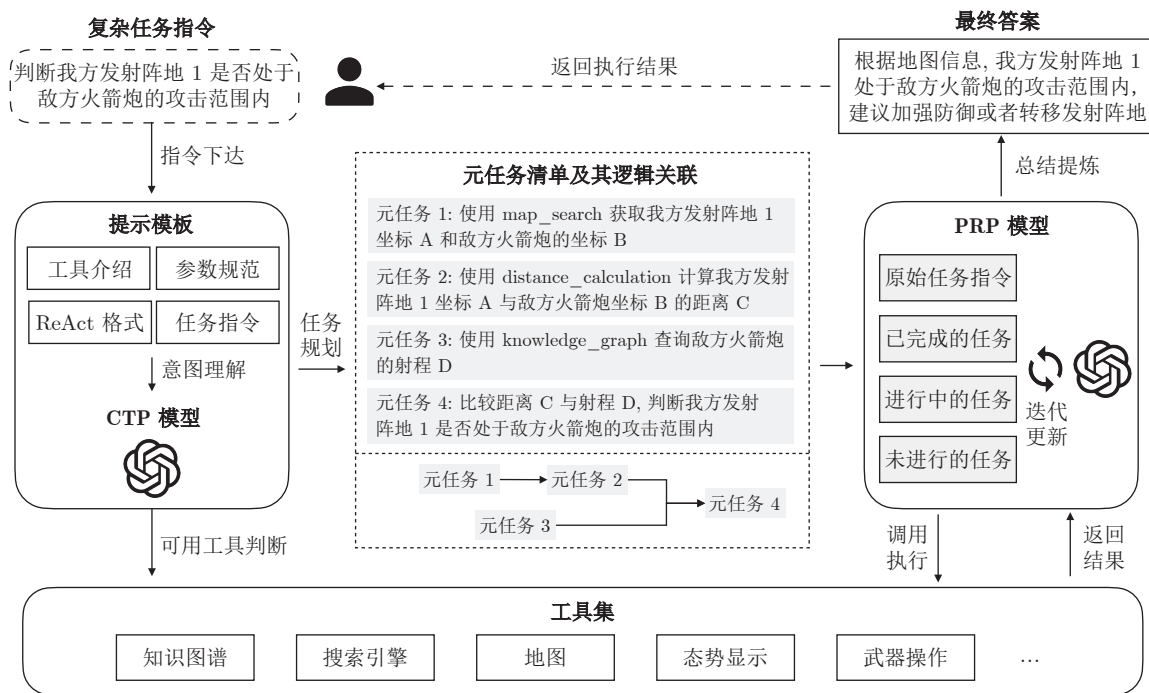 复杂任务指令
判断我方发射阵地 1 是否处于
敌方火箭炮的攻击范围内
返回执行结果
最终答案
根据地图信息, 我方发射阵地 1
处于敌方火箭炮的攻击范围内,
建议加强防御或者转移发射阵地
指令下达
总结提炼
提示模板
工具介绍
参数规范
ReAct 格式
任务指令
意图理解
CTP 模型
任务
规划
元任务清单及其逻辑关联
元任务 1: 使用 map_search 获取我方发射阵地 1
坐标 A 和敌方火箭炮的坐标 B
元任务 2: 使用 distance_calculation 计算我方发射
阵地 1 坐标 A 与敌方火箭炮坐标 B 的距离 C
元任务 3: 使用 knowledge_graph 查询敌方火箭炮
的射程 D
元任务 4: 比较距离 C 与射程 D, 判断我方发射
阵地 1 是否处于敌方火箭炮的攻击范围内
元任务 1
元任务 2
元任务 3
元任务 4
PRP 模型
原始任务指令
已完成的任务
进行中的任务
未进行的任务
迭代
更新
可用工具判断
调用
执行
返回
结果
工具集
知识图谱
搜索引擎
地图
态势显示
武器操作
…